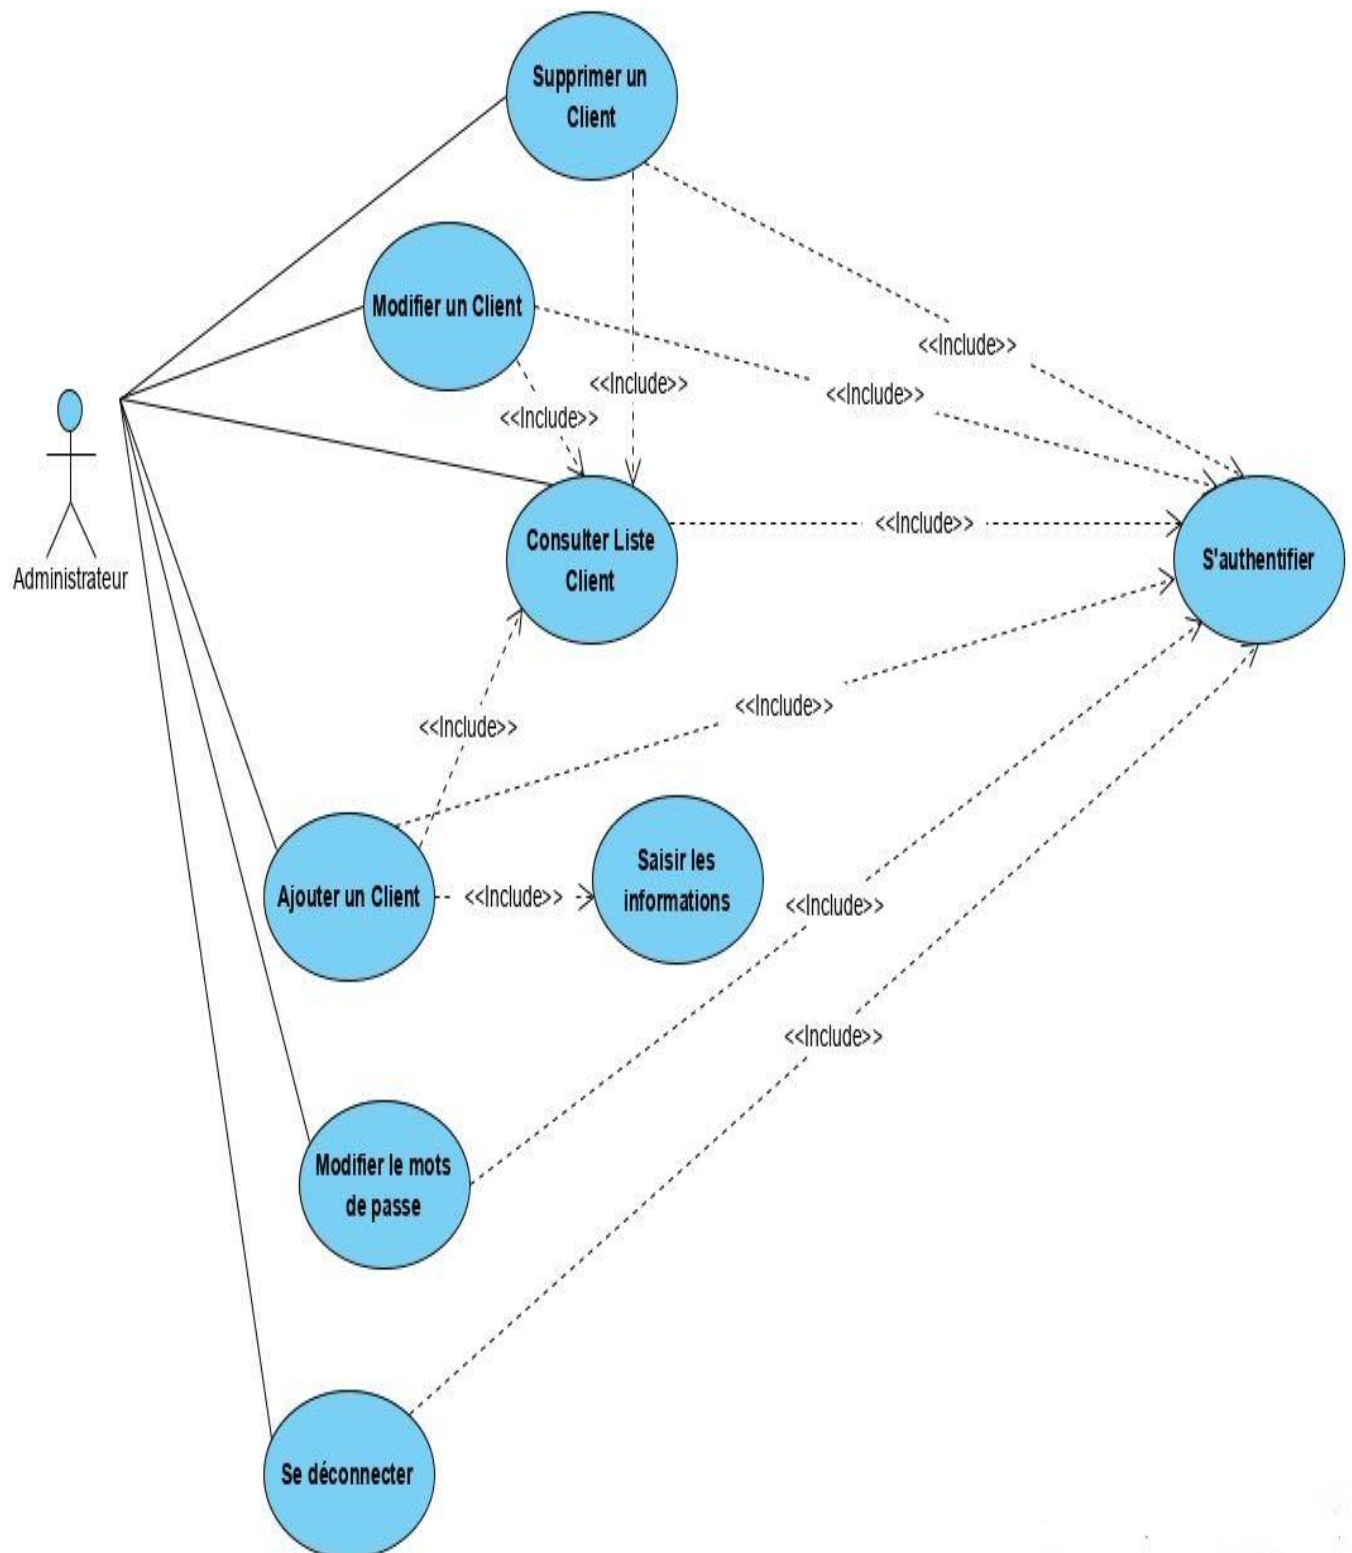 Supprimer un
Client
Modifier un Client
<<Include>>
<<Include>>
<<Include>>
<<Include>>
Administrateur
Consulter Liste
Client
<<Include>>
S'authentifier
<<Include>>
<<Include>>
Ajouter un Client
<<Include>>
Saisir les
informations
<<Include>>
<<Include>>
Modifier le mots
de passe
Se déconnecter